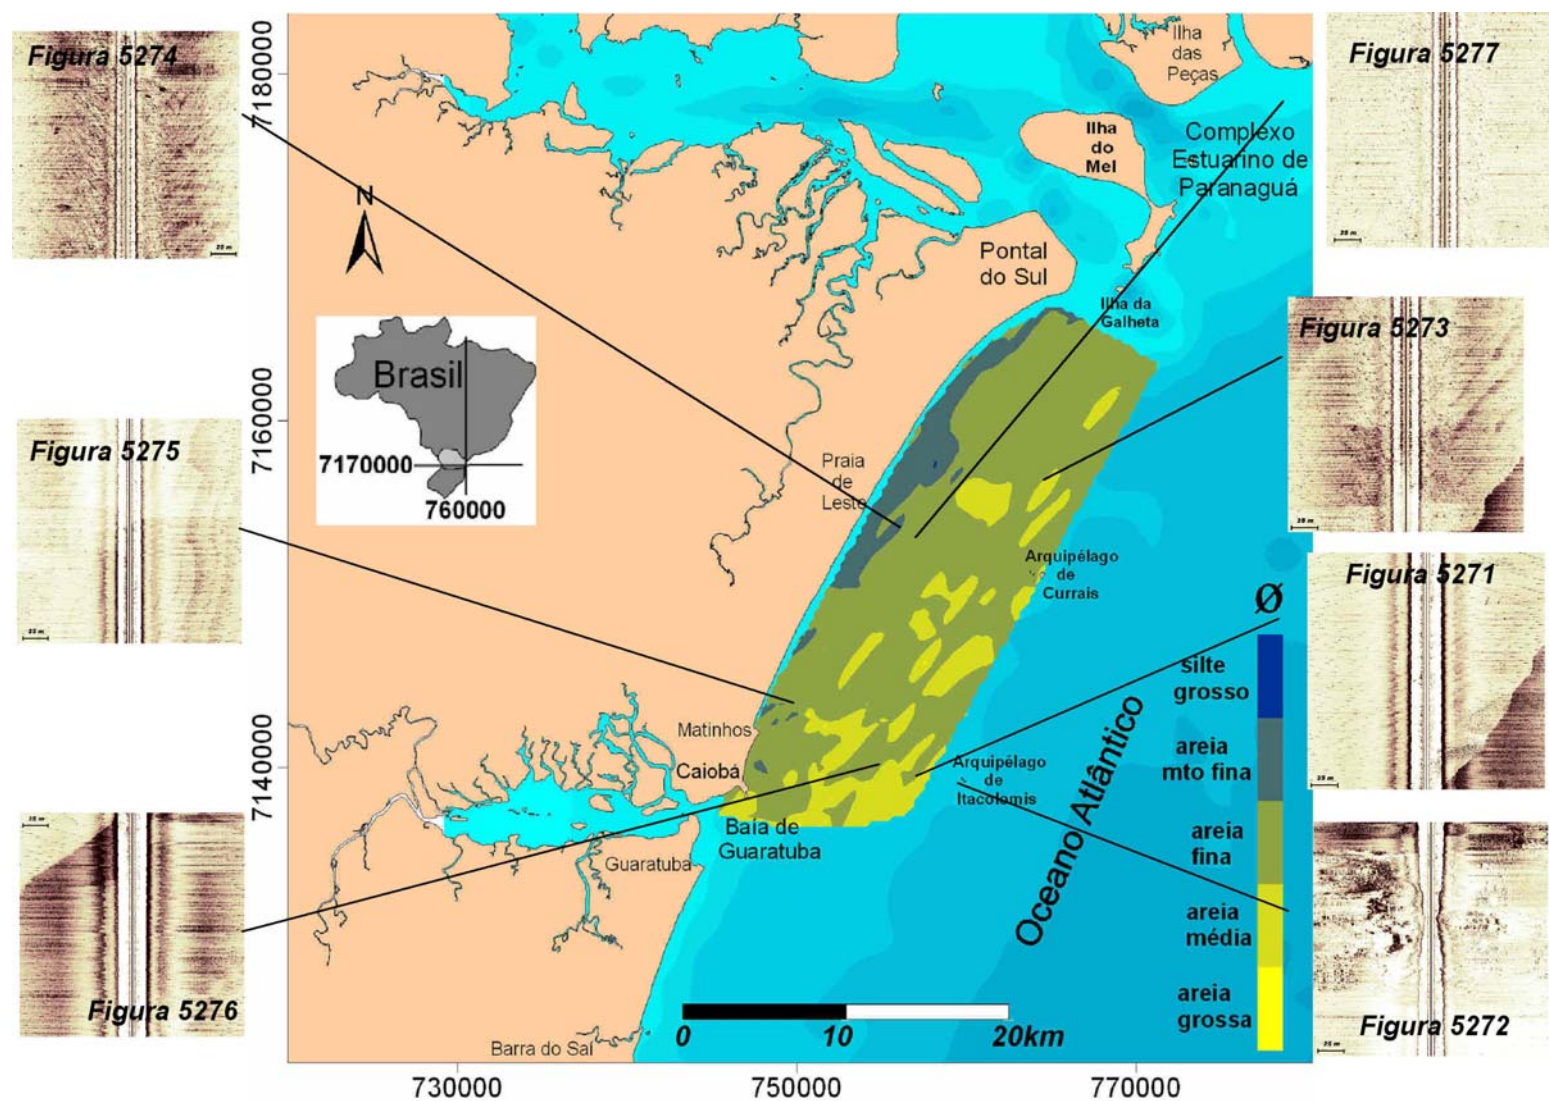 Figura 5274
Figura 5277
7180000
Ilha
das
Peças
Ilha
do
Mel
Complexo
Estuarino de
Paranaguá
N
Pontal
do Sul
Ilha da
Galheta
Figura 5273
Brasil
7170000
760000
7160000
Figura 5275
Praia
de
Leste
Arquipélago
de
Currais
Figura 5271
Ø
silte
grosso
areia
mto fina
areia
fina
areia
média
areia
grossa
Matinhos
Caiobá
7140000
Arquipélago
de
Itacolomis
Oceano Atlântico
Baía de
Guaratuba
Guaratuba
Figura 5276
Figura 5272
0 10 20km
Barra do Saí
730000 750000 770000